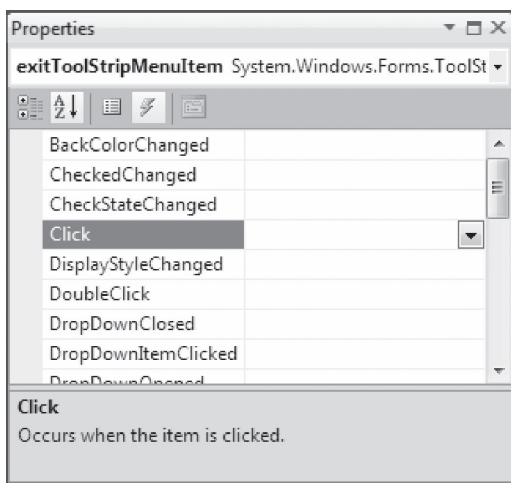 Properties
exitToolStripMenuItem System.Windows.Forms.ToolSt
A
Z
BackColorChanged
CheckedChanged
CheckStateChanged
Click
DisplayStyleChanged
DoubleClick
DropDownClosed
DropDownItemClicked
DropDownOpened
Click
Occurs when the item is clicked.